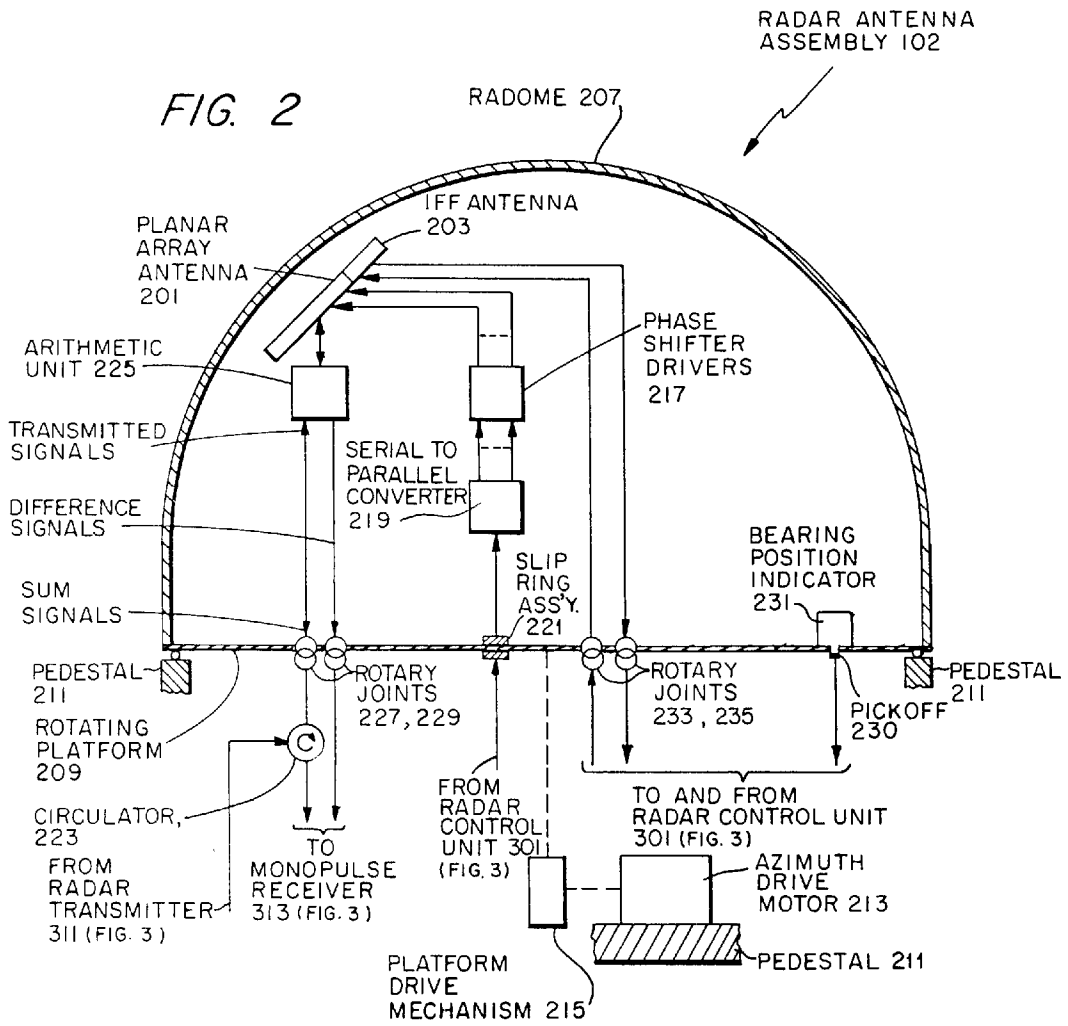 RADAR ANTENNA
ASSEMBLY 102
FIG. 2
RADOME 207
IFF ANTENNA
203
PLANAR
ARRAY
ANTENNA
201
ARITHMETIC
UNIT 225
PHASE
SHIFTER
DRIVERS
217
TRANSMITTED
SIGNALS
SERIAL TO
PARALLEL
CONVERTER
219
DIFFERENCE
SIGNALS
SUM
SIGNALS
SLIP
RING
ASS'Y.
221
BEARING
POSITION
INDICATOR
231
PEDESTAL
211
ROTARY
JOINTS
227, 229
ROTARY
JOINTS
233, 235
PEDESTAL
211
PICKOFF
230
ROTATING
PLATFORM
209
CIRCULATOR,
223
FROM
RADAR
TRANSMITTER
311 (FIG. 3)
TO
MONOPULSE
RECEIVER
313 (FIG. 3)
FROM
RADAR
CONTROL
UNIT 301
(FIG. 3)
TO AND FROM
RADAR CONTROL UNIT
301 (FIG. 3)
AZIMUTH
DRIVE
MOTOR 213
PEDESTAL 211
PLATFORM
DRIVE
MECHANISM 215